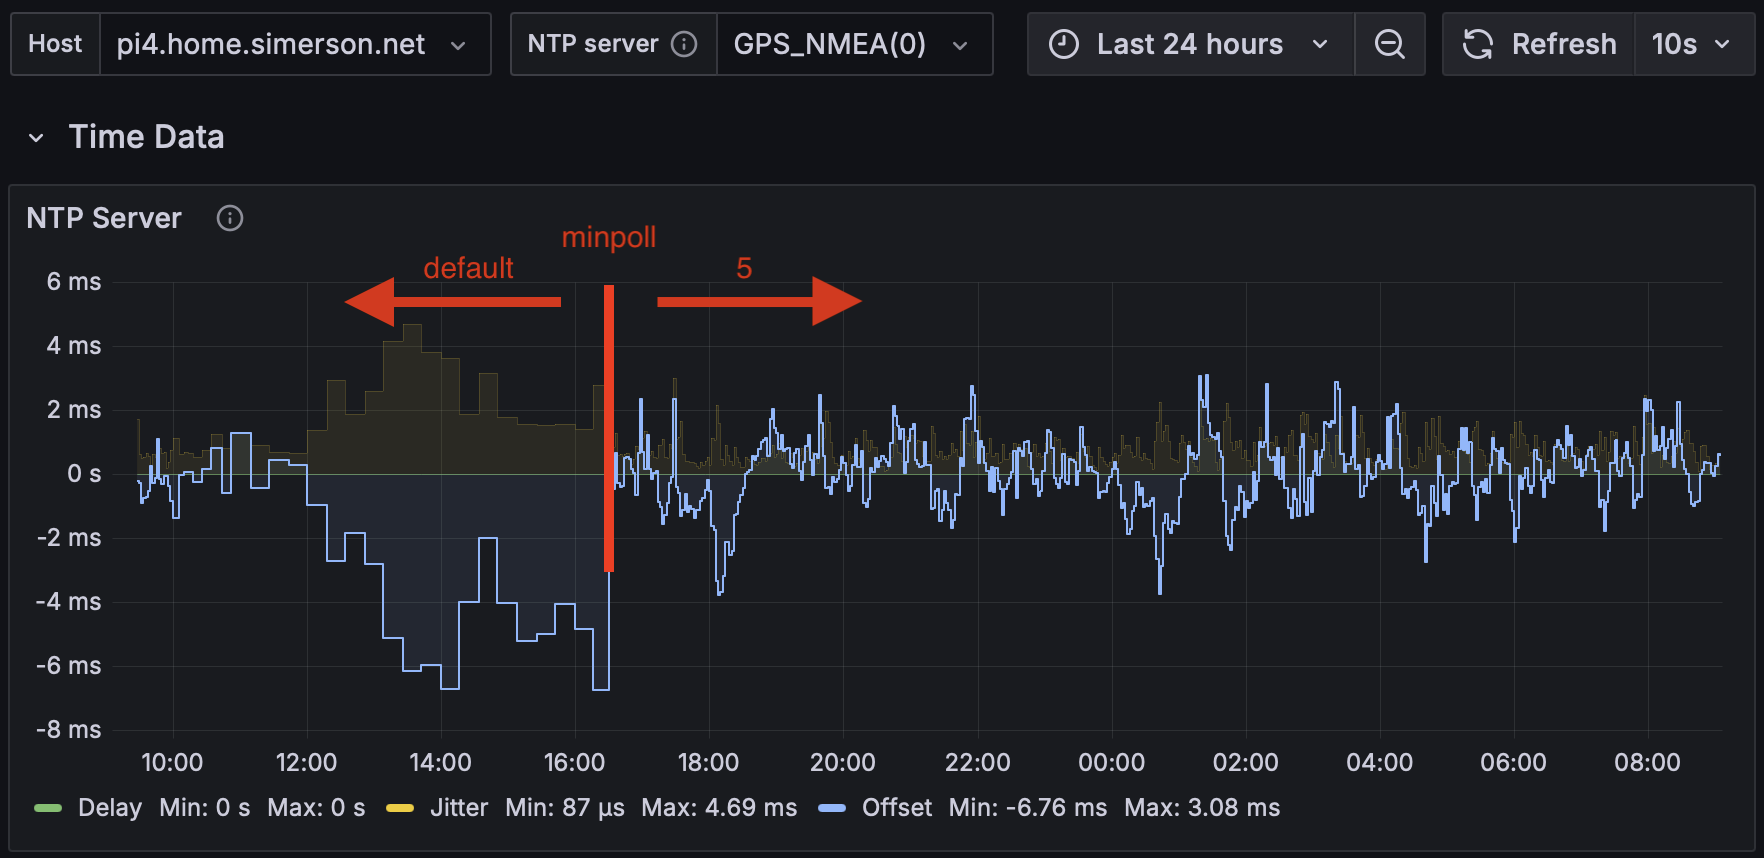 Host pi4.home.simerson.net NTP server GPS_NMEA(0) Last 24 hours Refresh 10s
Time Data
NTP Server
minpoll
default 5
6 ms
4 ms
2 ms
0 s
-2 ms
-4 ms
-6 ms
-8 ms
10:00 12:00 14:00 16:00 18:00 20:00 22:00 00:00 02:00 04:00 06:00 08:00
Delay Min: 0 s Max: 0 s Jitter Min: 87 µs Max: 4.69 ms Offset Min: -6.76 ms Max: 3.08 ms